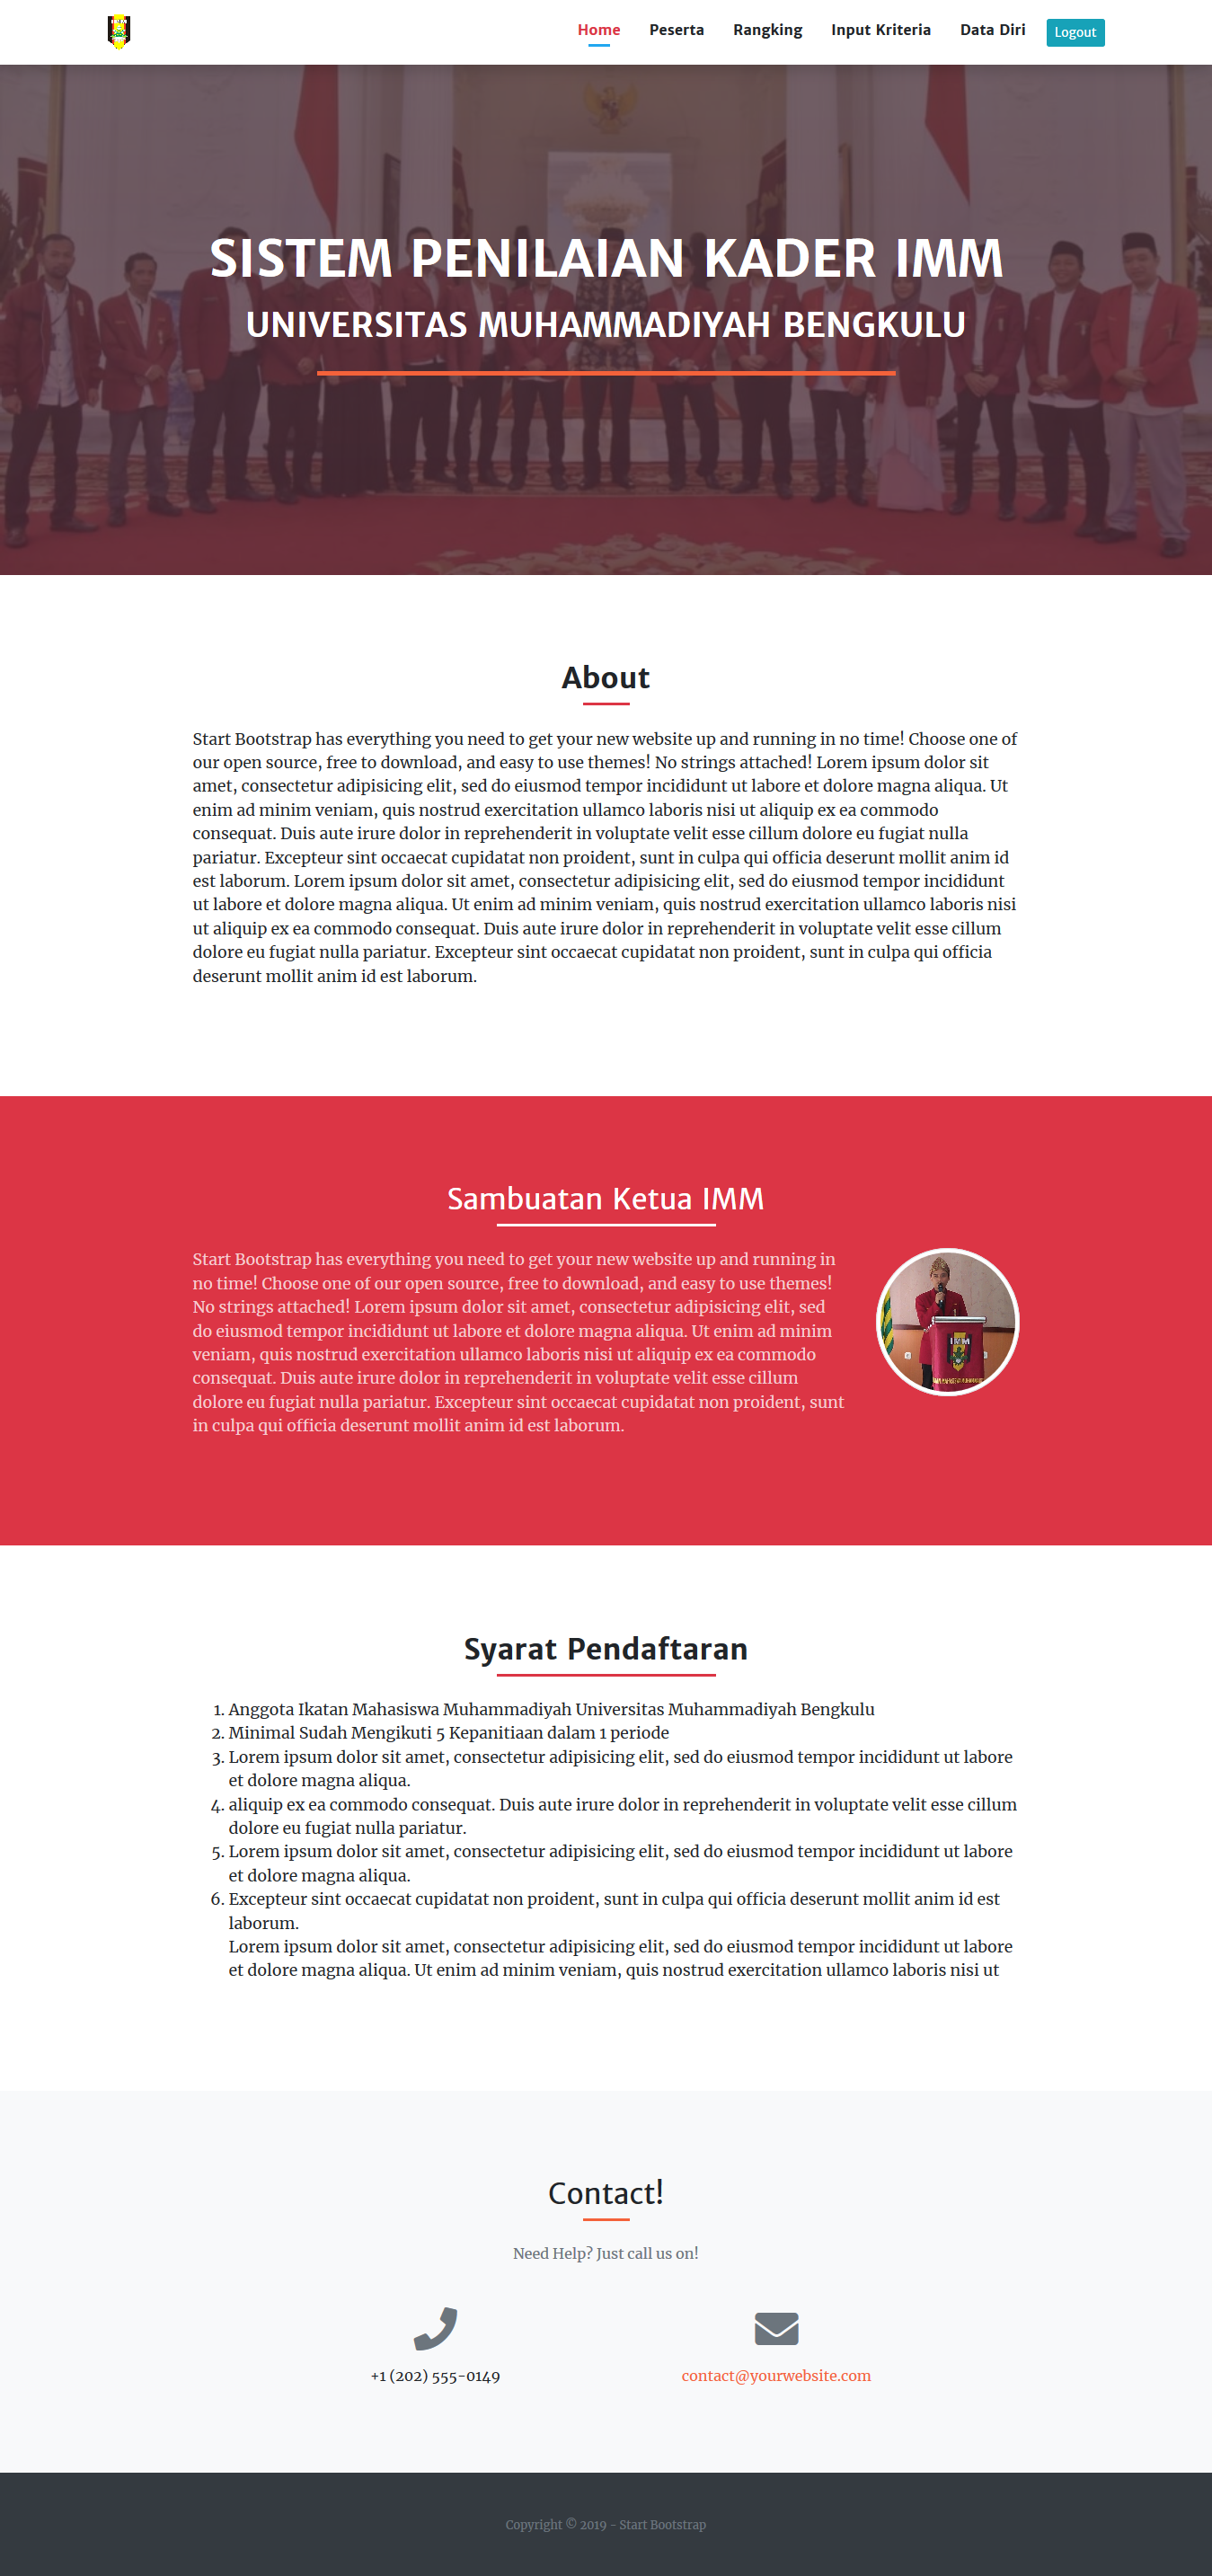 Home Peserta Rangking Input Kriteria Data Diri Logout
SISTEM PENILAIAN KADER IMM
UNIVERSITAS MUHAMMADIYAH BENGKULU
About
Start Bootstrap has everything you need to get your new website up and running in no time! Choose one of
our open source, free to download, and easy to use themes! No strings attached! Lorem ipsum dolor sit
amet, consectetur adipisicing elit, sed do eiusmod tempor incididunt ut labore et dolore magna aliqua. Ut
enim ad minim veniam, quis nostrud exercitation ullamco laboris nisi ut aliquip ex ea commodo
consequat. Duis aute irure dolor in reprehenderit in voluptate velit esse cillum dolore eu fugiat nulla
pariatur. Excepteur sint occaecat cupidatat non proident, sunt in culpa qui officia deserunt mollit anim id
est laborum. Lorem ipsum dolor sit amet, consectetur adipisicing elit, sed do eiusmod tempor incididunt
ut labore et dolore magna aliqua. Ut enim ad minim veniam, quis nostrud exercitation ullamco laboris nisi
ut aliquip ex ea commodo consequat. Duis aute irure dolor in reprehenderit in voluptate velit esse cillum
dolore eu fugiat nulla pariatur. Excepteur sint occaecat cupidatat non proident, sunt in culpa qui officia
deserunt mollit anim id est laborum.
Sambuatan Ketua IMM
Start Bootstrap has everything you need to get your new website up and running in
no time! Choose one of our open source, free to download, and easy to use themes!
No strings attached! Lorem ipsum dolor sit amet, consectetur adipisicing elit, sed
do eiusmod tempor incididunt ut labore et dolore magna aliqua. Ut enim ad minim
veniam, quis nostrud exercitation ullamco laboris nisi ut aliquip ex ea commodo
consequat. Duis aute irure dolor in reprehenderit in voluptate velit esse cillum
dolore eu fugiat nulla pariatur. Excepteur sint occaecat cupidatat non proident, sunt
in culpa qui officia deserunt mollit anim id est laborum.
Syarat Pendaftaran
1. Anggota Ikatan Mahasiswa Muhammadiyah Universitas Muhammadiyah Bengkulu
2. Minimal Sudah Mengikuti 5 Kepanitiaan dalam 1 periode
3. Lorem ipsum dolor sit amet, consectetur adipisicing elit, sed do eiusmod tempor incididunt ut labore
et dolore magna aliqua.
4. aliquip ex ea commodo consequat. Duis aute irure dolor in reprehenderit in voluptate velit esse cillum
dolore eu fugiat nulla pariatur.
5. Lorem ipsum dolor sit amet, consectetur adipisicing elit, sed do eiusmod tempor incididunt ut labore
et dolore magna aliqua.
6. Excepteur sint occaecat cupidatat non proident, sunt in culpa qui officia deserunt mollit anim id est
laborum.
Lorem ipsum dolor sit amet, consectetur adipisicing elit, sed do eiusmod tempor incididunt ut labore
et dolore magna aliqua. Ut enim ad minim veniam, quis nostrud exercitation ullamco laboris nisi ut
Contact!
Need Help? Just call us on!
+1 (202) 555-0149
contact@yourwebsite.com
Copyright © 2019 - Start Bootstrap